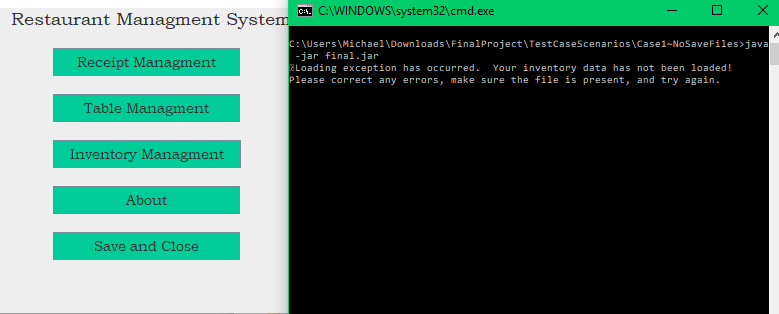 Restaurant Managment System
Receipt Managment
Table Managment
Inventory Managment
About
Save and Close
C:\WINDOWS\system32\cmd.exe
C:\Users\Michael\Downloads\FinalProject\TestCaseScenarios\Case1~NoSaveFiles>java
-jar final.jar
Loading exception has occurred.  Your inventory data has not been loaded!
Please correct any errors, make sure the file is present, and try again.